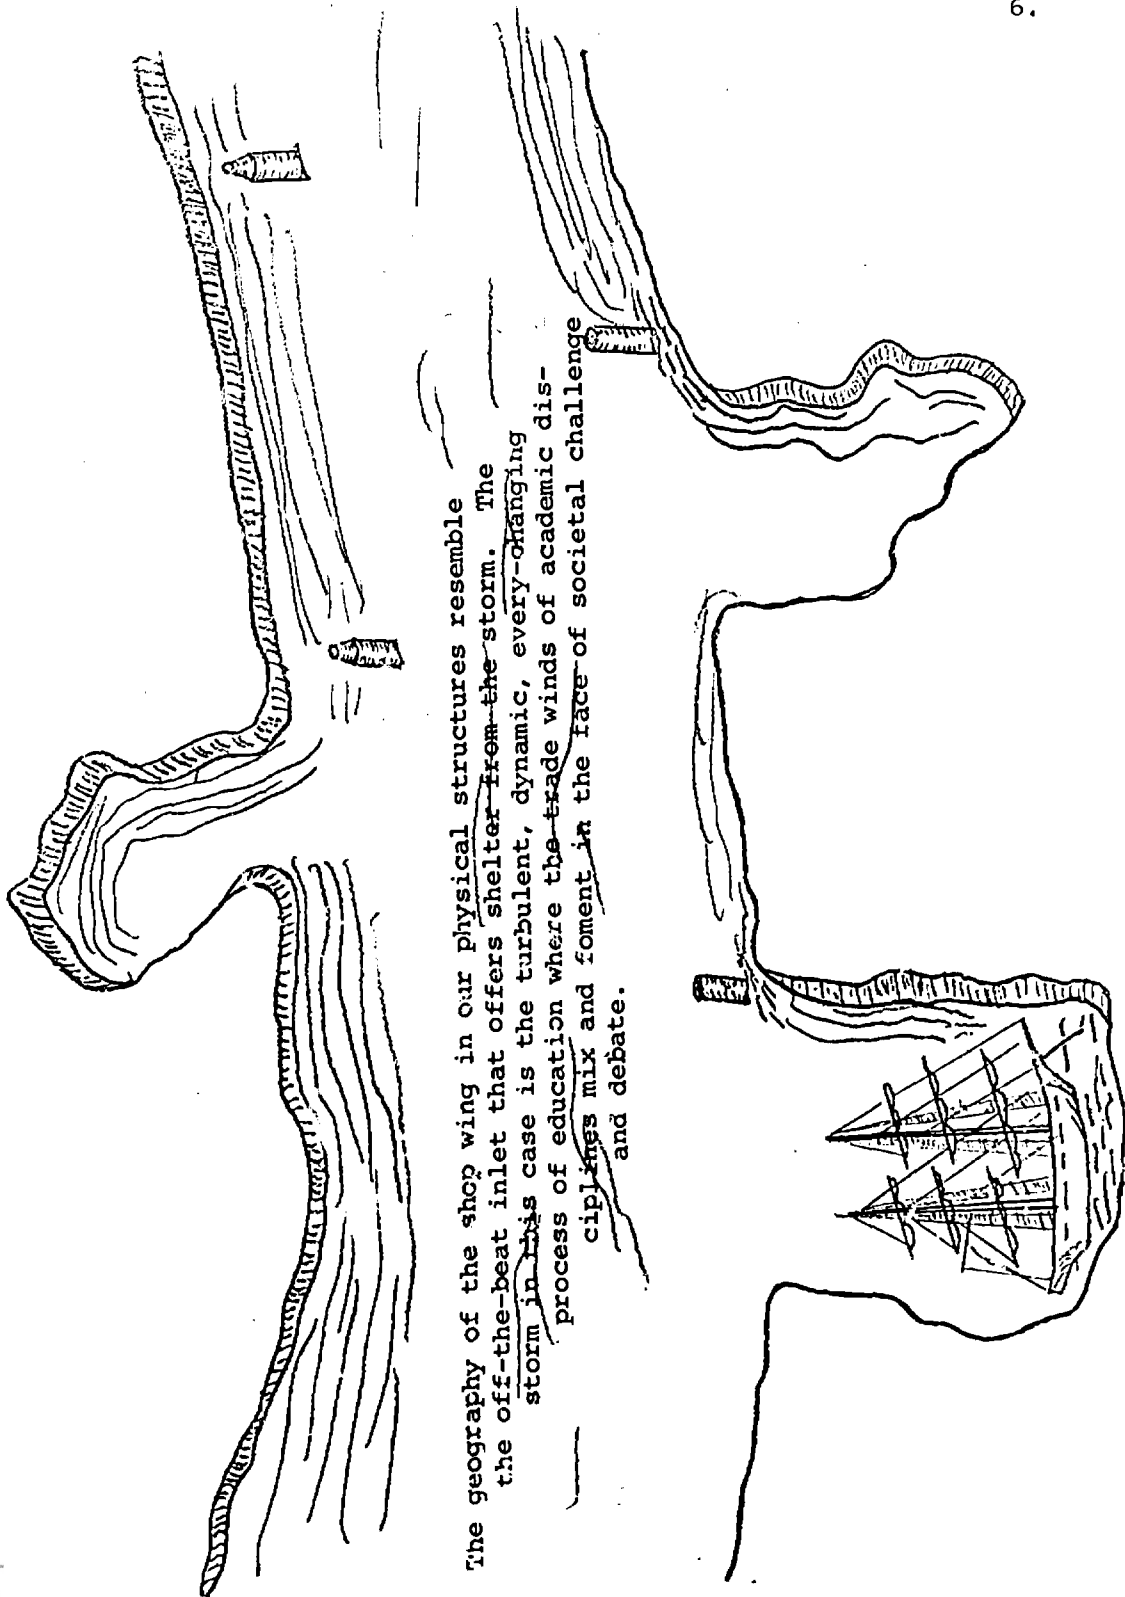 6.
The geography of the shop wing in our physical structures resemble
the off-the-beat inlet that offers shelter from the storm. The
storm in this case is the turbulent, dynamic, every-changing
process of education where the trade winds of academic dis-
ciplines mix and foment in the face of societal challenge
and debate.